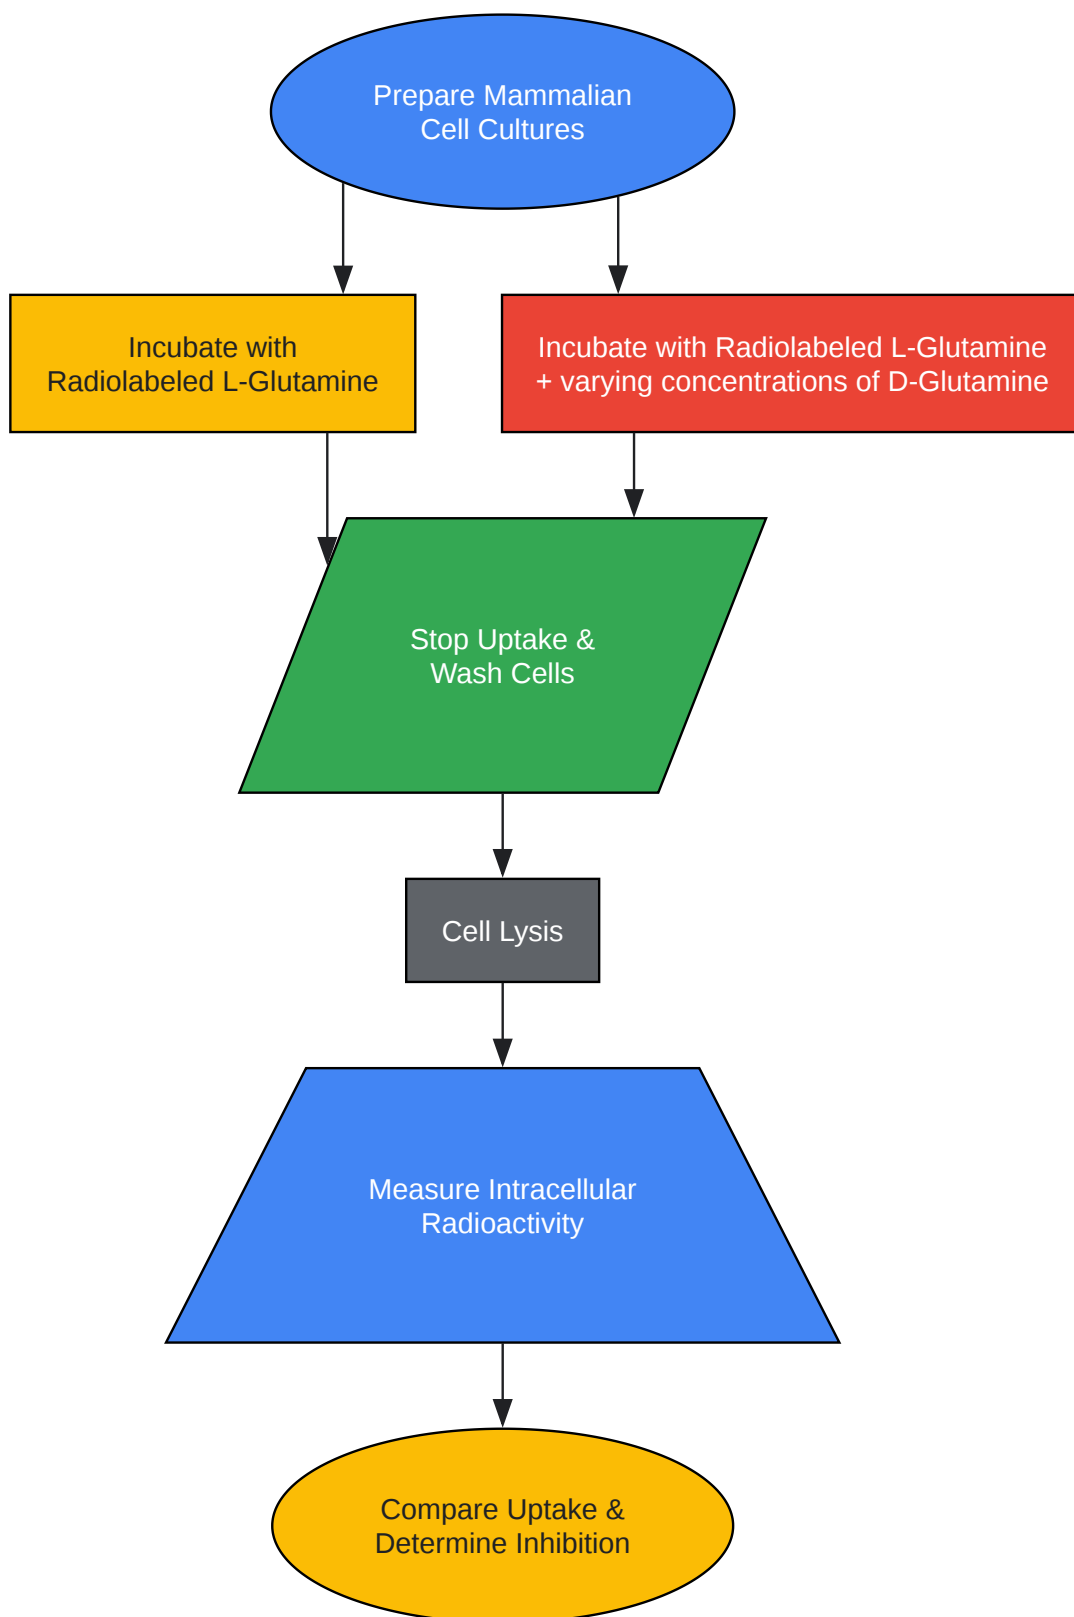 Prepare Mammalian
Cell Cultures
Incubate with
Radiolabeled L-Glutamine
Incubate with Radiolabeled L-Glutamine
+ varying concentrations of D-Glutamine
Stop Uptake &
Wash Cells
Cell Lysis
Measure Intracellular
Radioactivity
Compare Uptake &
Determine Inhibition